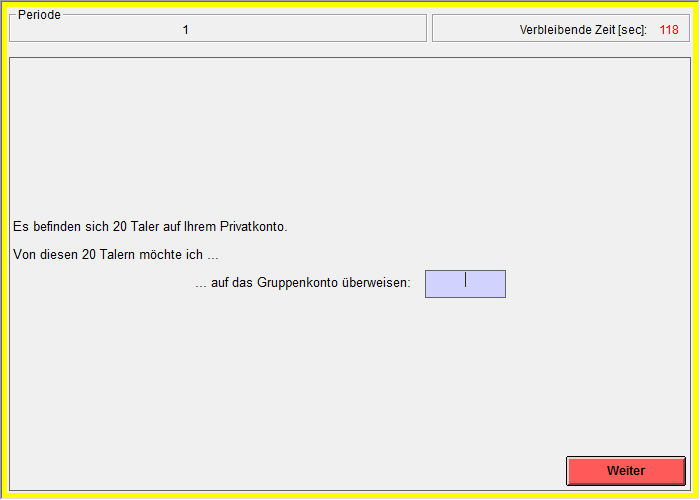 Periode
1
Verbleibende Zeit [sec]: 118
Es befinden sich 20 Taler auf Ihrem Privatkonto.
Von diesen 20 Talern möchte ich ...
... auf das Gruppenkonto überweisen:
Weiter